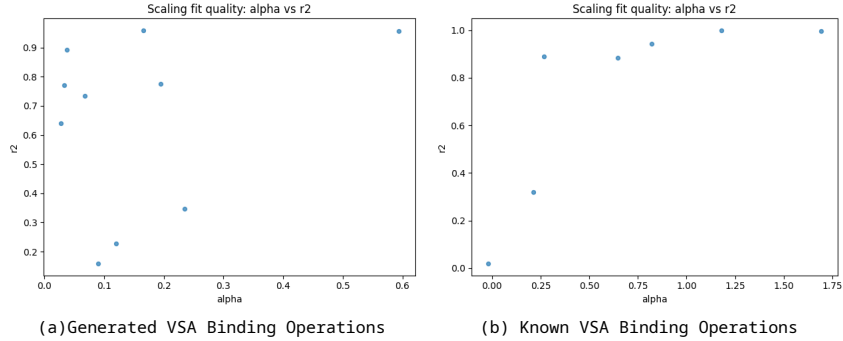 Scaling fit quality: alpha vs r2
0.9
0.8
0.7
0.6
0.5
0.4
0.3
0.2
r2
0.0 0.1 0.2 0.3 0.4 0.5 0.6
alpha
(a)Generated VSA Binding Operations
Scaling fit quality: alpha vs r2
1.0
0.8
0.6
0.4
0.2
0.0
r2
0.00 0.25 0.50 0.75 1.00 1.25 1.50 1.75
alpha
(b) Known VSA Binding Operations